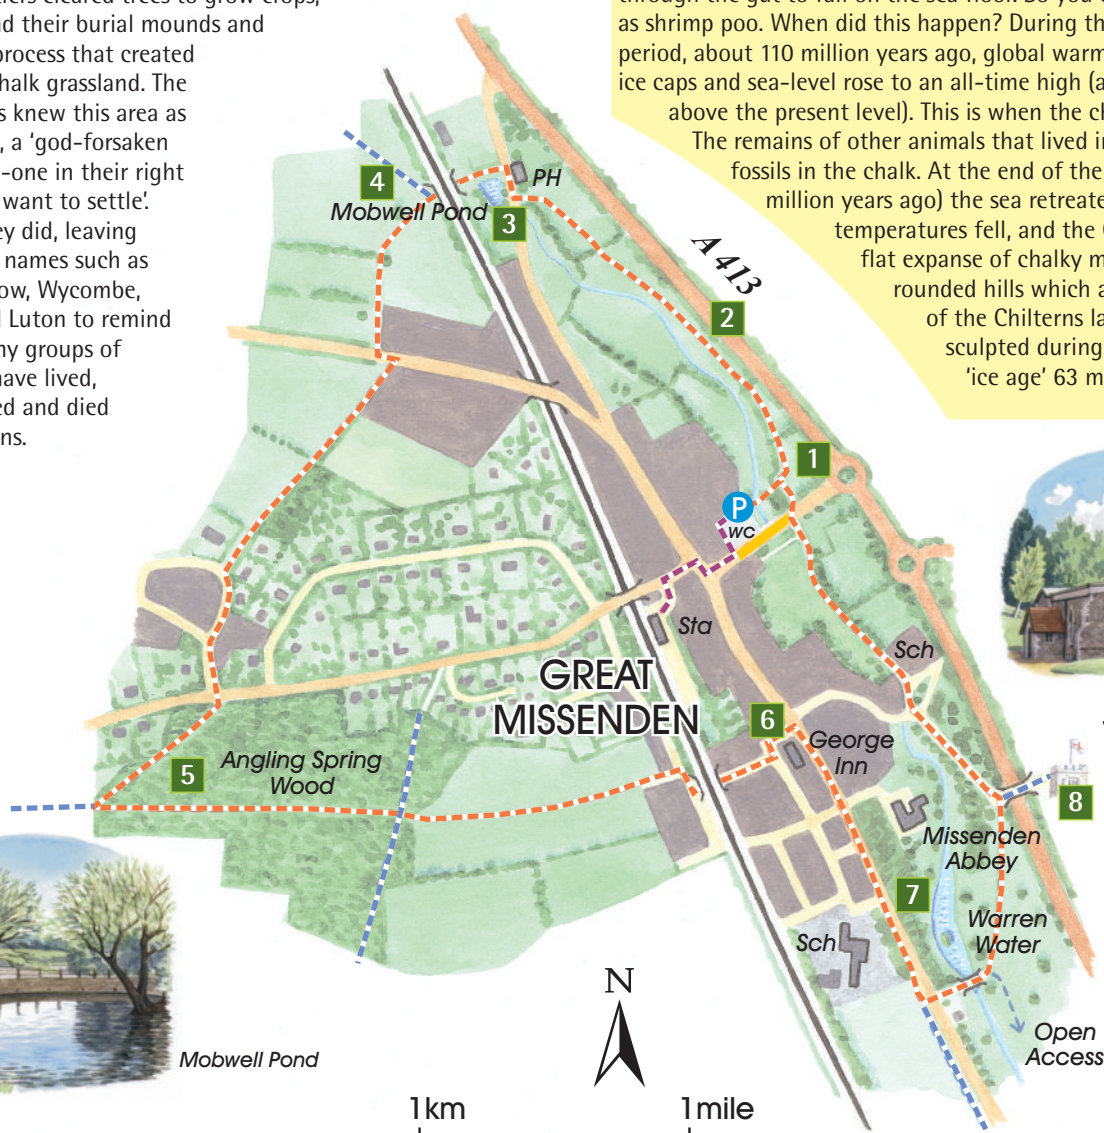 nd their burial mounds and
process that created
halk grassland. The
s knew this area as
, a ‘god-forsaken
-one in their right
want to settle’.
ey did, leaving
names such as
ow, Wycombe,
l Luton to remind
ny groups of
have lived,
ed and died
ns.
as shrimp poo. When did this happen? During th
period, about 110 million years ago, global warm
ice caps and sea-level rose to an all-time high (a
above the present level). This is when the ch
The remains of other animals that lived in
fossils in the chalk. At the end of the
million years ago) the sea retreate
temperatures fell, and the
flat expanse of chalky m
rounded hills which a
of the Chilterns la
sculpted during
‘ice age’ 63 m
4
PH
Mobwell Pond
3
A 413
2
1
P
wc
Sta
Sch
GREAT
MISSENDEN
6
George
Inn
5
Angling Spring
Wood
8
Missenden
Abbey
7
Warren
Water
Sch
N
Open
Access
Mobwell Pond
1km
1mile